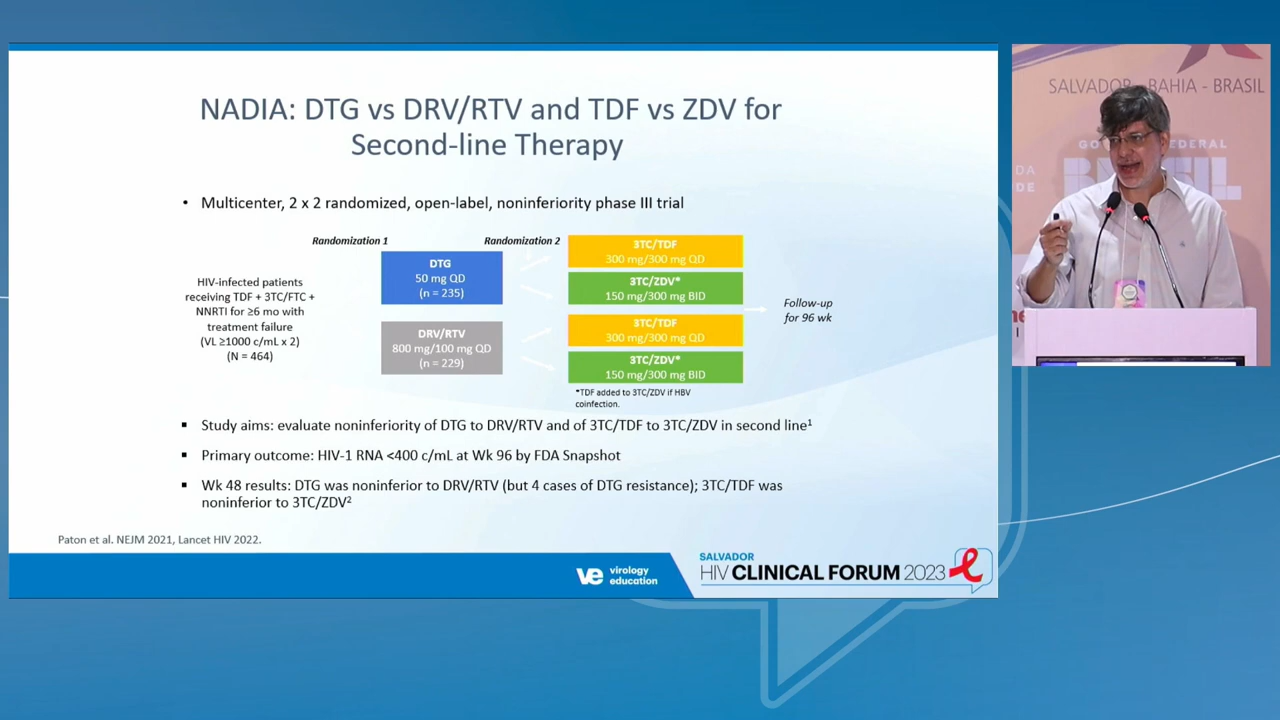 NADIA: DTG vs DRV/RTV and TDF vs ZDV for
Second-line Therapy
• Multicenter, 2 x 2 randomized, open-label, noninferiority phase III trial
Randomization 1
Randomization 2
HIV-infected patients
receiving TDF + 3TC/FTC +
NNRTI for ≥6 mo with
treatment failure
(VL ≥1000 c/mL x 2)
(N = 464)
DTG
50 mg QD
(n = 235)
DRV/RTV
800 mg/100 mg QD
(n = 229)
3TC/TDF
300 mg/300 mg QD
3TC/ZDV*
150 mg/300 mg BID
3TC/TDF
300 mg/300 mg QD
3TC/ZDV*
150 mg/300 mg BID
*TDF added to 3TC/ZDV if HBV
coinfection.
Follow-up
for 96 wk
▪ Study aims: evaluate noninferiority of DTG to DRV/RTV and of 3TC/TDF to 3TC/ZDV in second line¹
▪ Primary outcome: HIV-1 RNA <400 c/mL at Wk 96 by FDA Snapshot
▪ Wk 48 results: DTG was noninferior to DRV/RTV (but 4 cases of DTG resistance); 3TC/TDF was
noninferior to 3TC/ZDV²
Paton et al. NEJM 2021, Lancet HIV 2022.
ve virology
education
SALVADOR
HIV CLINICAL FORUM 2023
SALVADOR - BAHIA - BRASIL